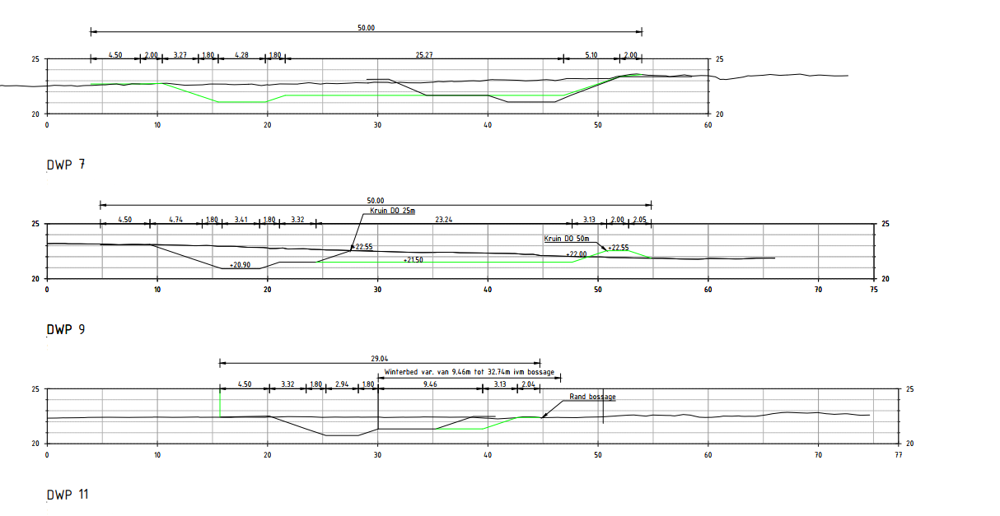 50.00
4.50 2.00 3.27 1.80 4.28 1.80 25.27 5.10 2.00
25 25
20 20
0 10 20 30 40 50 60
DWP 7
50.00
Kruin DO 25m
4.50 4.74 1.80 3.41 1.80 3.32 23.24 3.13 2.00 2.05
25 25
Kruin DO 50m
+22.55 +22.55
+22.00
+21.50
+20.90
20 20
0 10 20 30 40 50 60 70 75
DWP 9
29.04
Winterbed var. van 9.46m tot 32.74m ivm bossage
4.50 3.32 1.80 2.94 1.80 9.46 3.13 2.04
25 25
Rand bossage
20 20
0 10 20 30 40 50 60 70 77
DWP 11